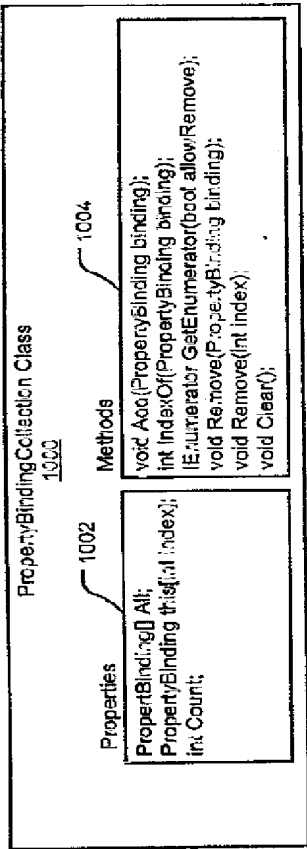 PropertyBindingCollection Class
1000
Properties
1002
PropertBinding[] All;
PropertyBinding this[int index];
int Count;
Methods
1004
void Add(PropertyBinding binding);
int IndexOf(PropertyBinding binding);
IEnumerator GetEnumerator(bool allowRemove);
void Remove(PropertyBinding binding);
void Remove(int index);
void Clear();